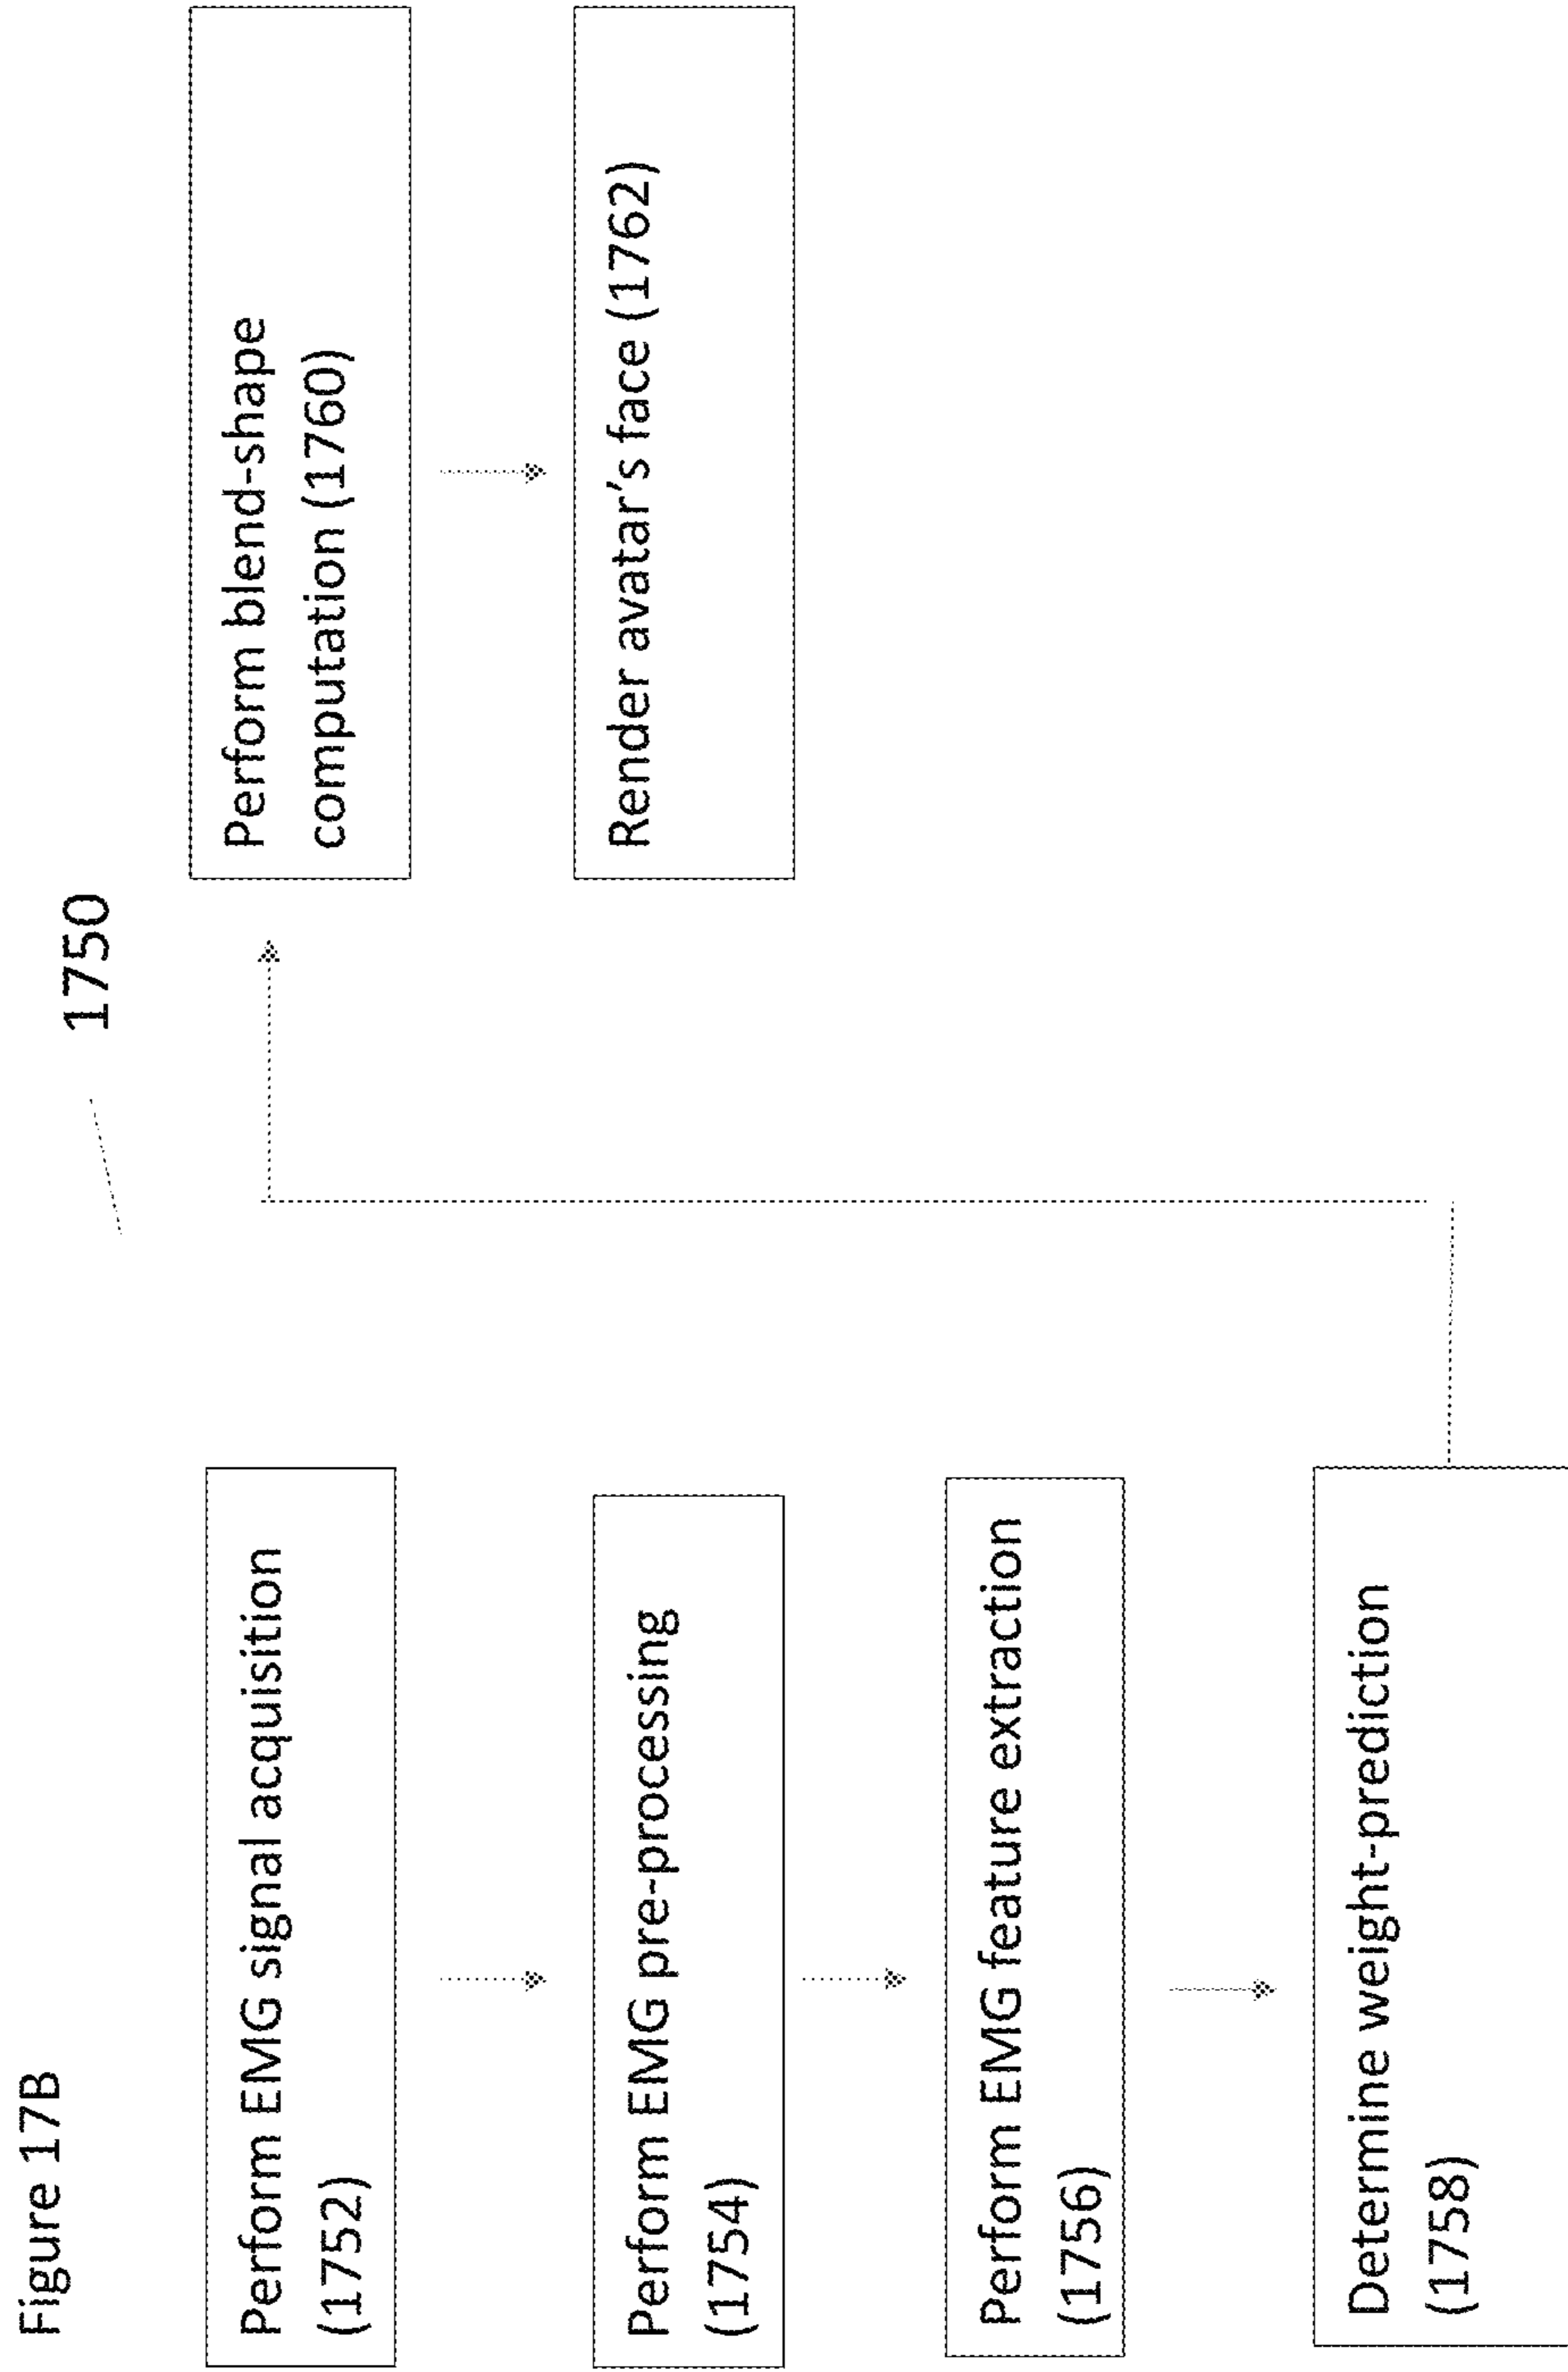 Figure 17B
1750
Perform EMG signal acquisition
(1752)
Perform EMG pre-processing
(1754)
Perform EMG feature extraction
(1756)
Determine weight-prediction
(1758)
Perform blend-shape
computation (1760)
Render avatar's face (1762)